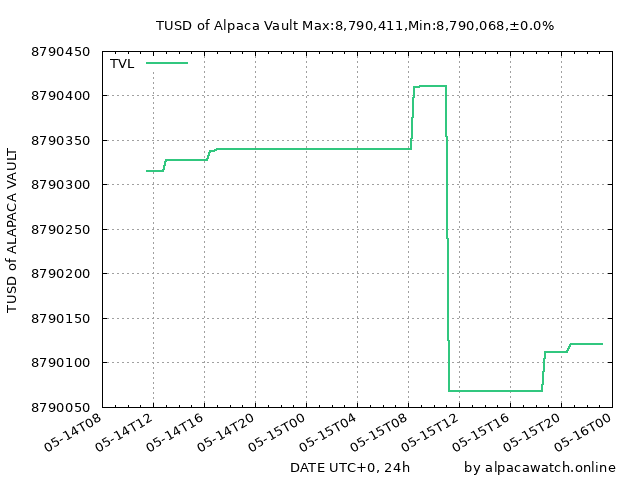 TUSD of Alpaca Vault Max:8,790,411,Min:8,790,068,±0.0%
TVL
8790450
8790400
8790350
8790300
8790250
8790200
8790150
8790100
8790050
TUSD of ALAPACA VAULT
05-14T08
05-14T12
05-14T16
05-14T20
05-15T00
05-15T04
05-15T08
05-15T12
05-15T16
05-15T20
05-16T00
DATE UTC+0, 24h
by alpacawatch.online